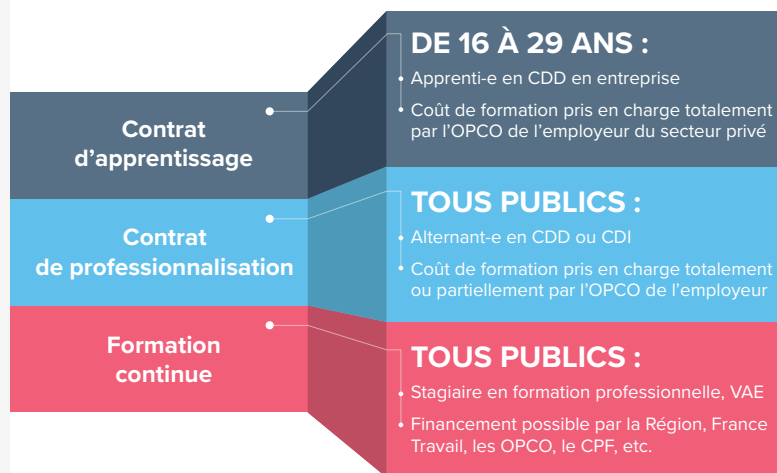 Contrat
d'apprentissage
DE 16 À 29 ANS :
Apprenti-e en CDD en entreprise
Coût de formation pris en charge totalement
par l'OPCO de l'employeur du secteur privé
Contrat
de professionnalisation
TOUS PUBLICS :
Alternant-e en CDD ou CDI
Coût de formation pris en charge totalement
ou partiellement par l'OPCO de l'employeur
Formation
continue
TOUS PUBLICS :
Stagiaire en formation professionnelle, VAE
Financement possible par la Région, France
Travail, les OPCO, le CPF, etc.